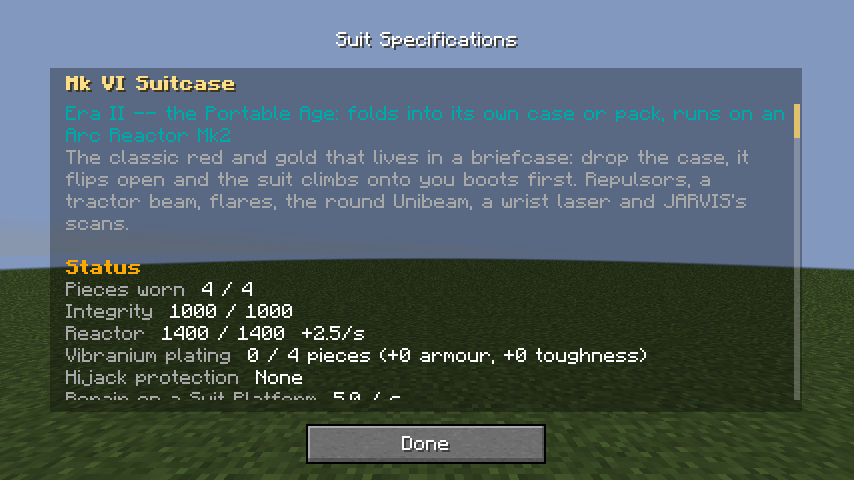 Suit Specifications
Mk VI Suitcase
Era II -- the Portable Age: folds into its own case or pack, runs on an
Arc Reactor Mk2
The classic red and gold that lives in a briefcase: drop the case, it
flips open and the suit climbs onto you boots first. Repulsors, a
tractor beam, flares, the round Unibeam, a wrist laser and JARVIS's
scans.
Status
Pieces worn 4 / 4
Integrity 1000 / 1000
Reactor 1400 / 1400 +2.5/s
Vibranium plating 0 / 4 pieces (+0 armour, +0 toughness)
Hijack protection None
Repair on a Suit Platform
Done